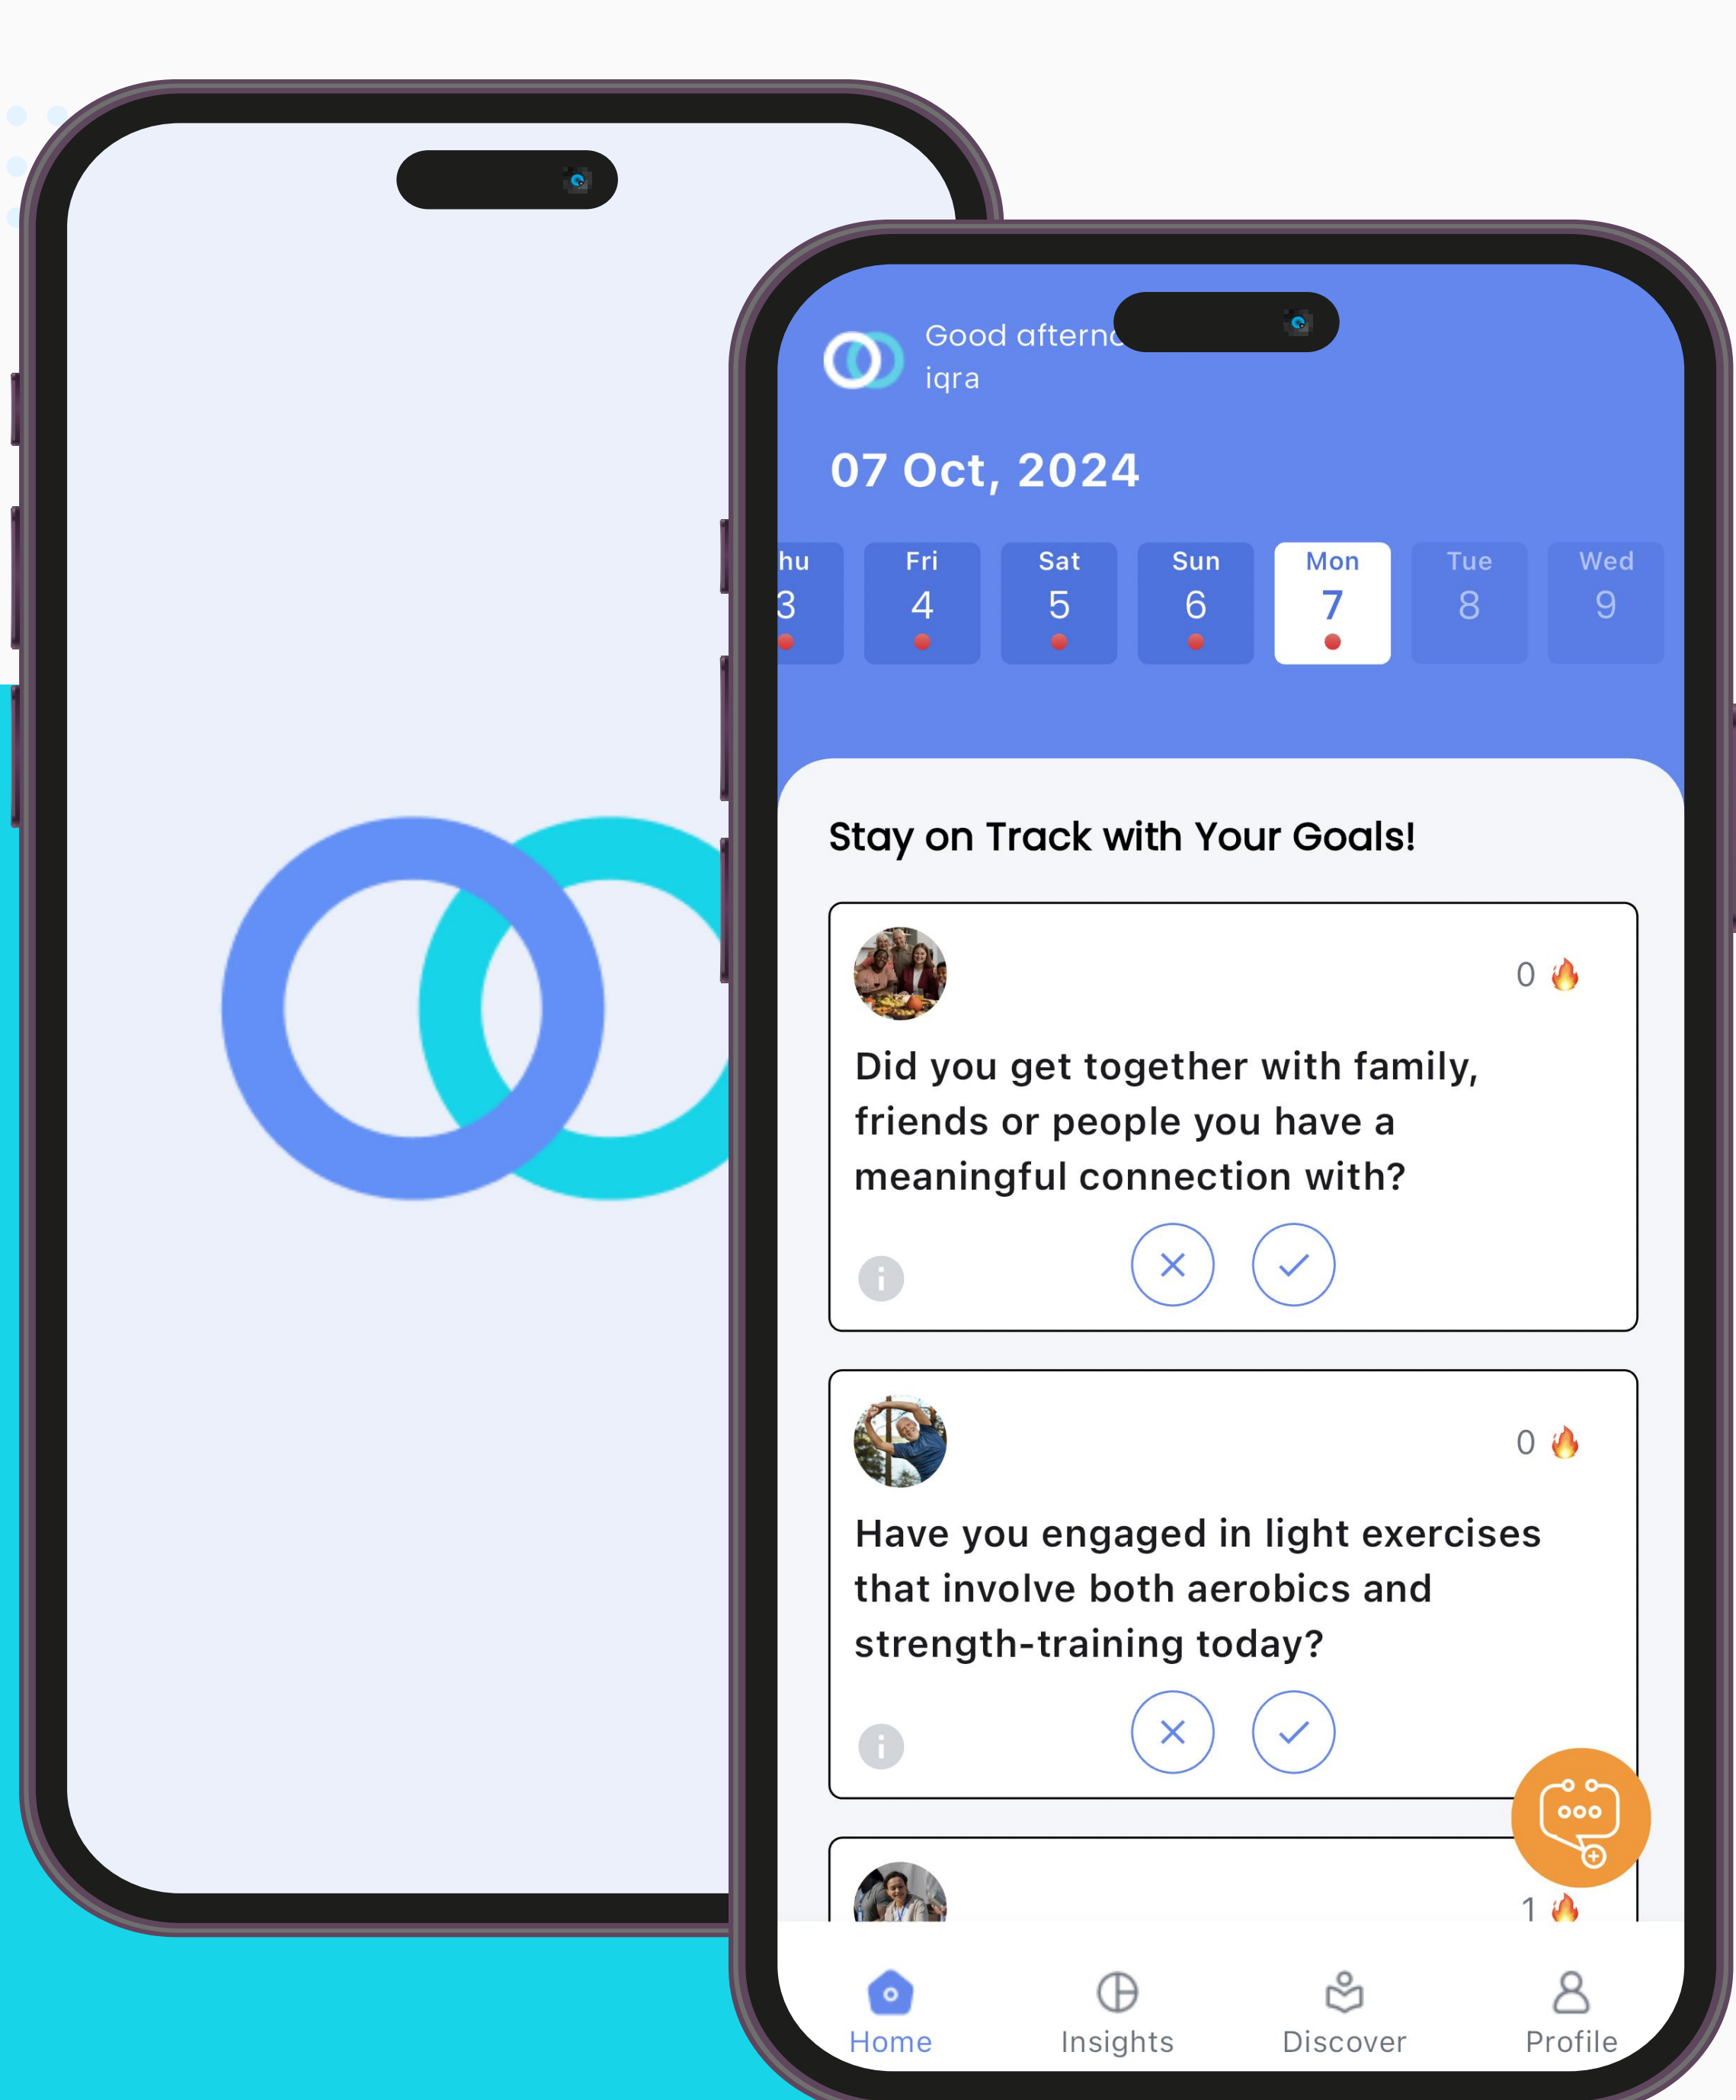 Good afterno
iqra
07 Oct, 2024
hu Fri Sat Sun Mon Tue Wed
3 4 5 6 7 8 9
Stay on Track with Your Goals!
0
Did you get together with family,
friends or people you have a
meaningful connection with?
0
Have you engaged in light exercises
that involve both aerobics and
strength-training today?
1
Home Insights Discover Profile